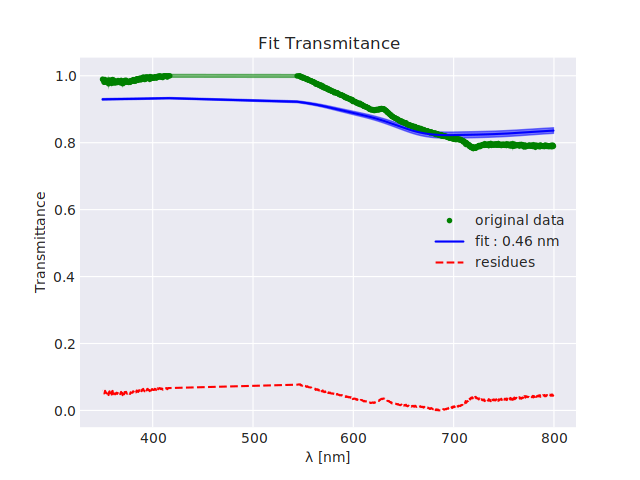 Fit Transmitance
1.0
0.8
0.6
0.4
0.2
0.0
Transmittance
original data
fit : 0.46 nm
residues
400 500 600 700 800
λ [nm]